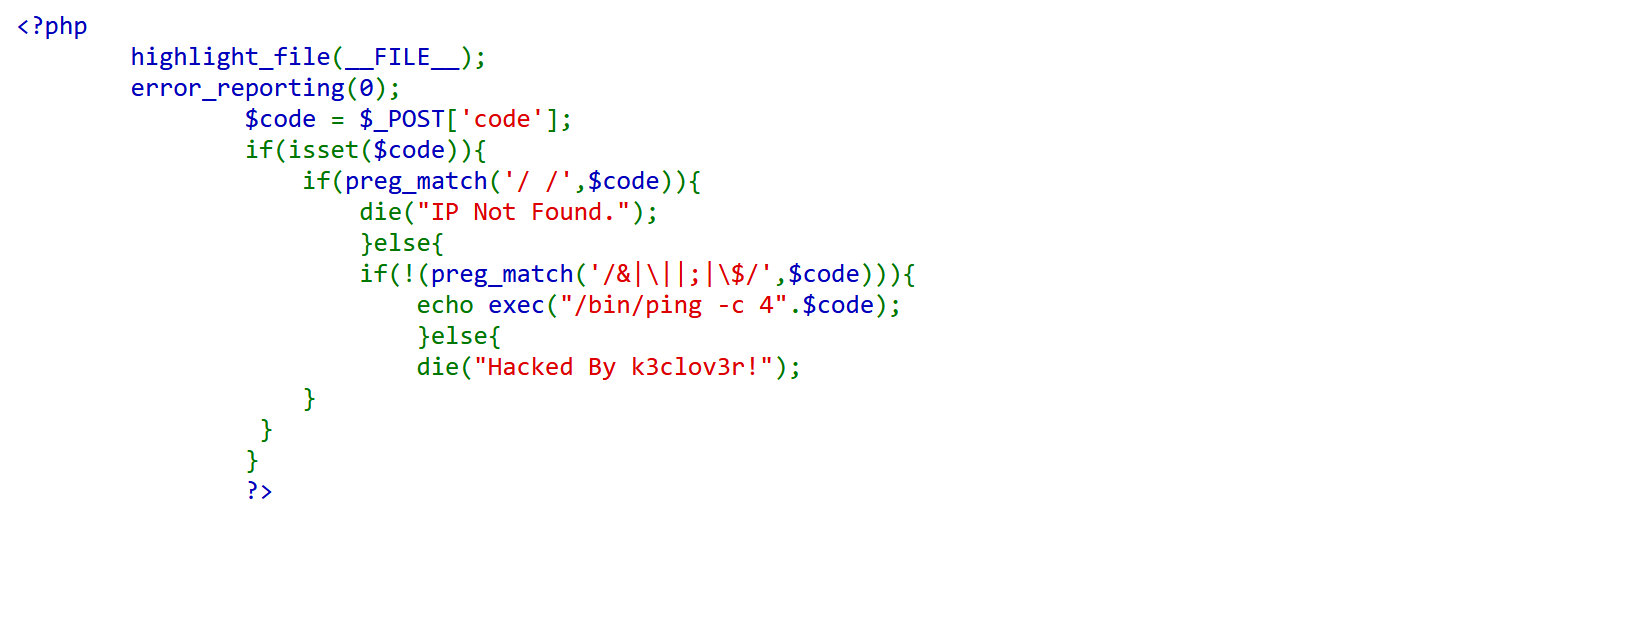 <?php
highlight_file(__FILE__);
error_reporting(0);
$code = $_POST['code'];
if(isset($code)){
if(preg_match('/ /',$code)){
die("IP Not Found.");
}else{
if(!(preg_match('/&|\||;|\$/',$code))){
echo exec("/bin/ping -c 4".$code);
}else{
die("Hacked By k3clov3r!");
}
}
}
?>